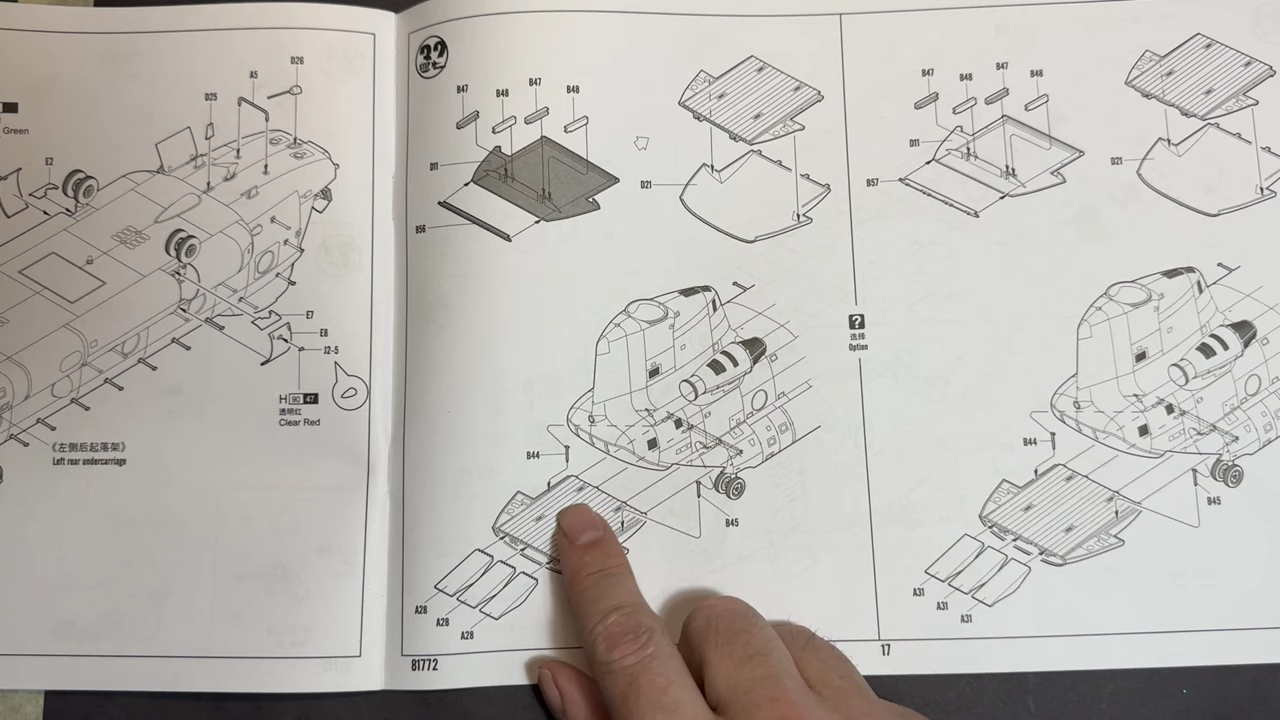 Green
E2
D25
A5
D26
E7
E8
J2-5
H 90 47
透明红
Clear Red
《左侧后起落架》
Left rear undercarriage
B47
B48
B47
B48
D11
B56
D21
B44
B45
A28
A28
A28
81772
?
选择
Option
B47
B48
B47
B48
D11
B57
D21
B44
B45
A31
A31
A31
17